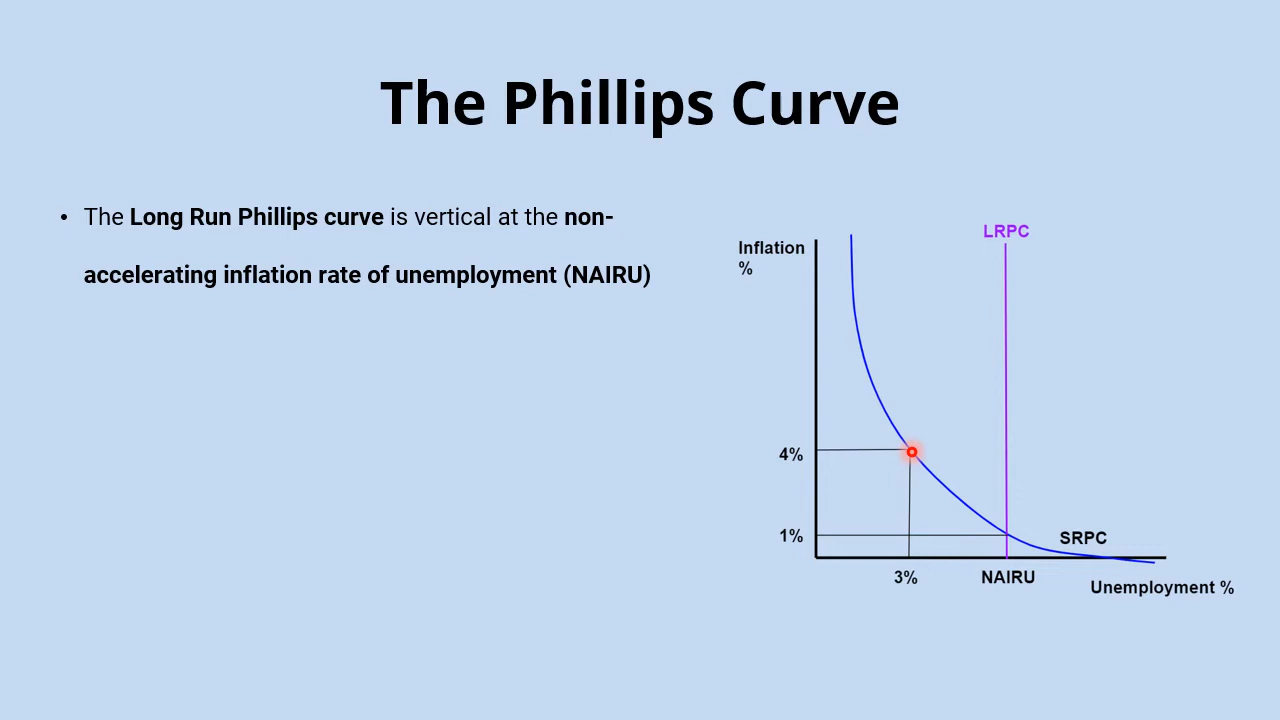 The Phillips Curve
• The Long Run Phillips curve is vertical at the non-
accelerating inflation rate of unemployment (NAIRU)
LRPC
Inflation
%
4%
1%
SRPC
3%
NAIRU
Unemployment %